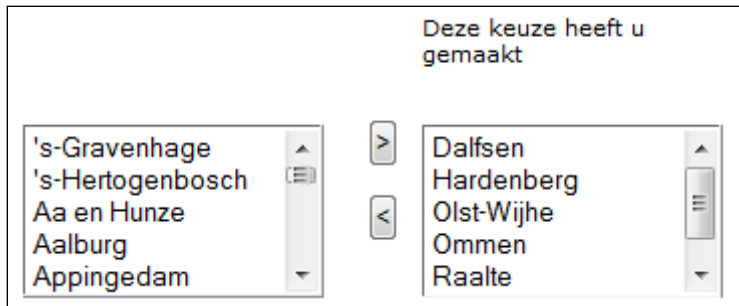 Deze keuze heeft u
gemaakt
's-Gravenhage
's-Hertogenbosch
Aa en Hunze
Aalburg
Appingedam
>
<
Dalfsen
Hardenberg
Olst-Wijhe
Ommen
Raalte